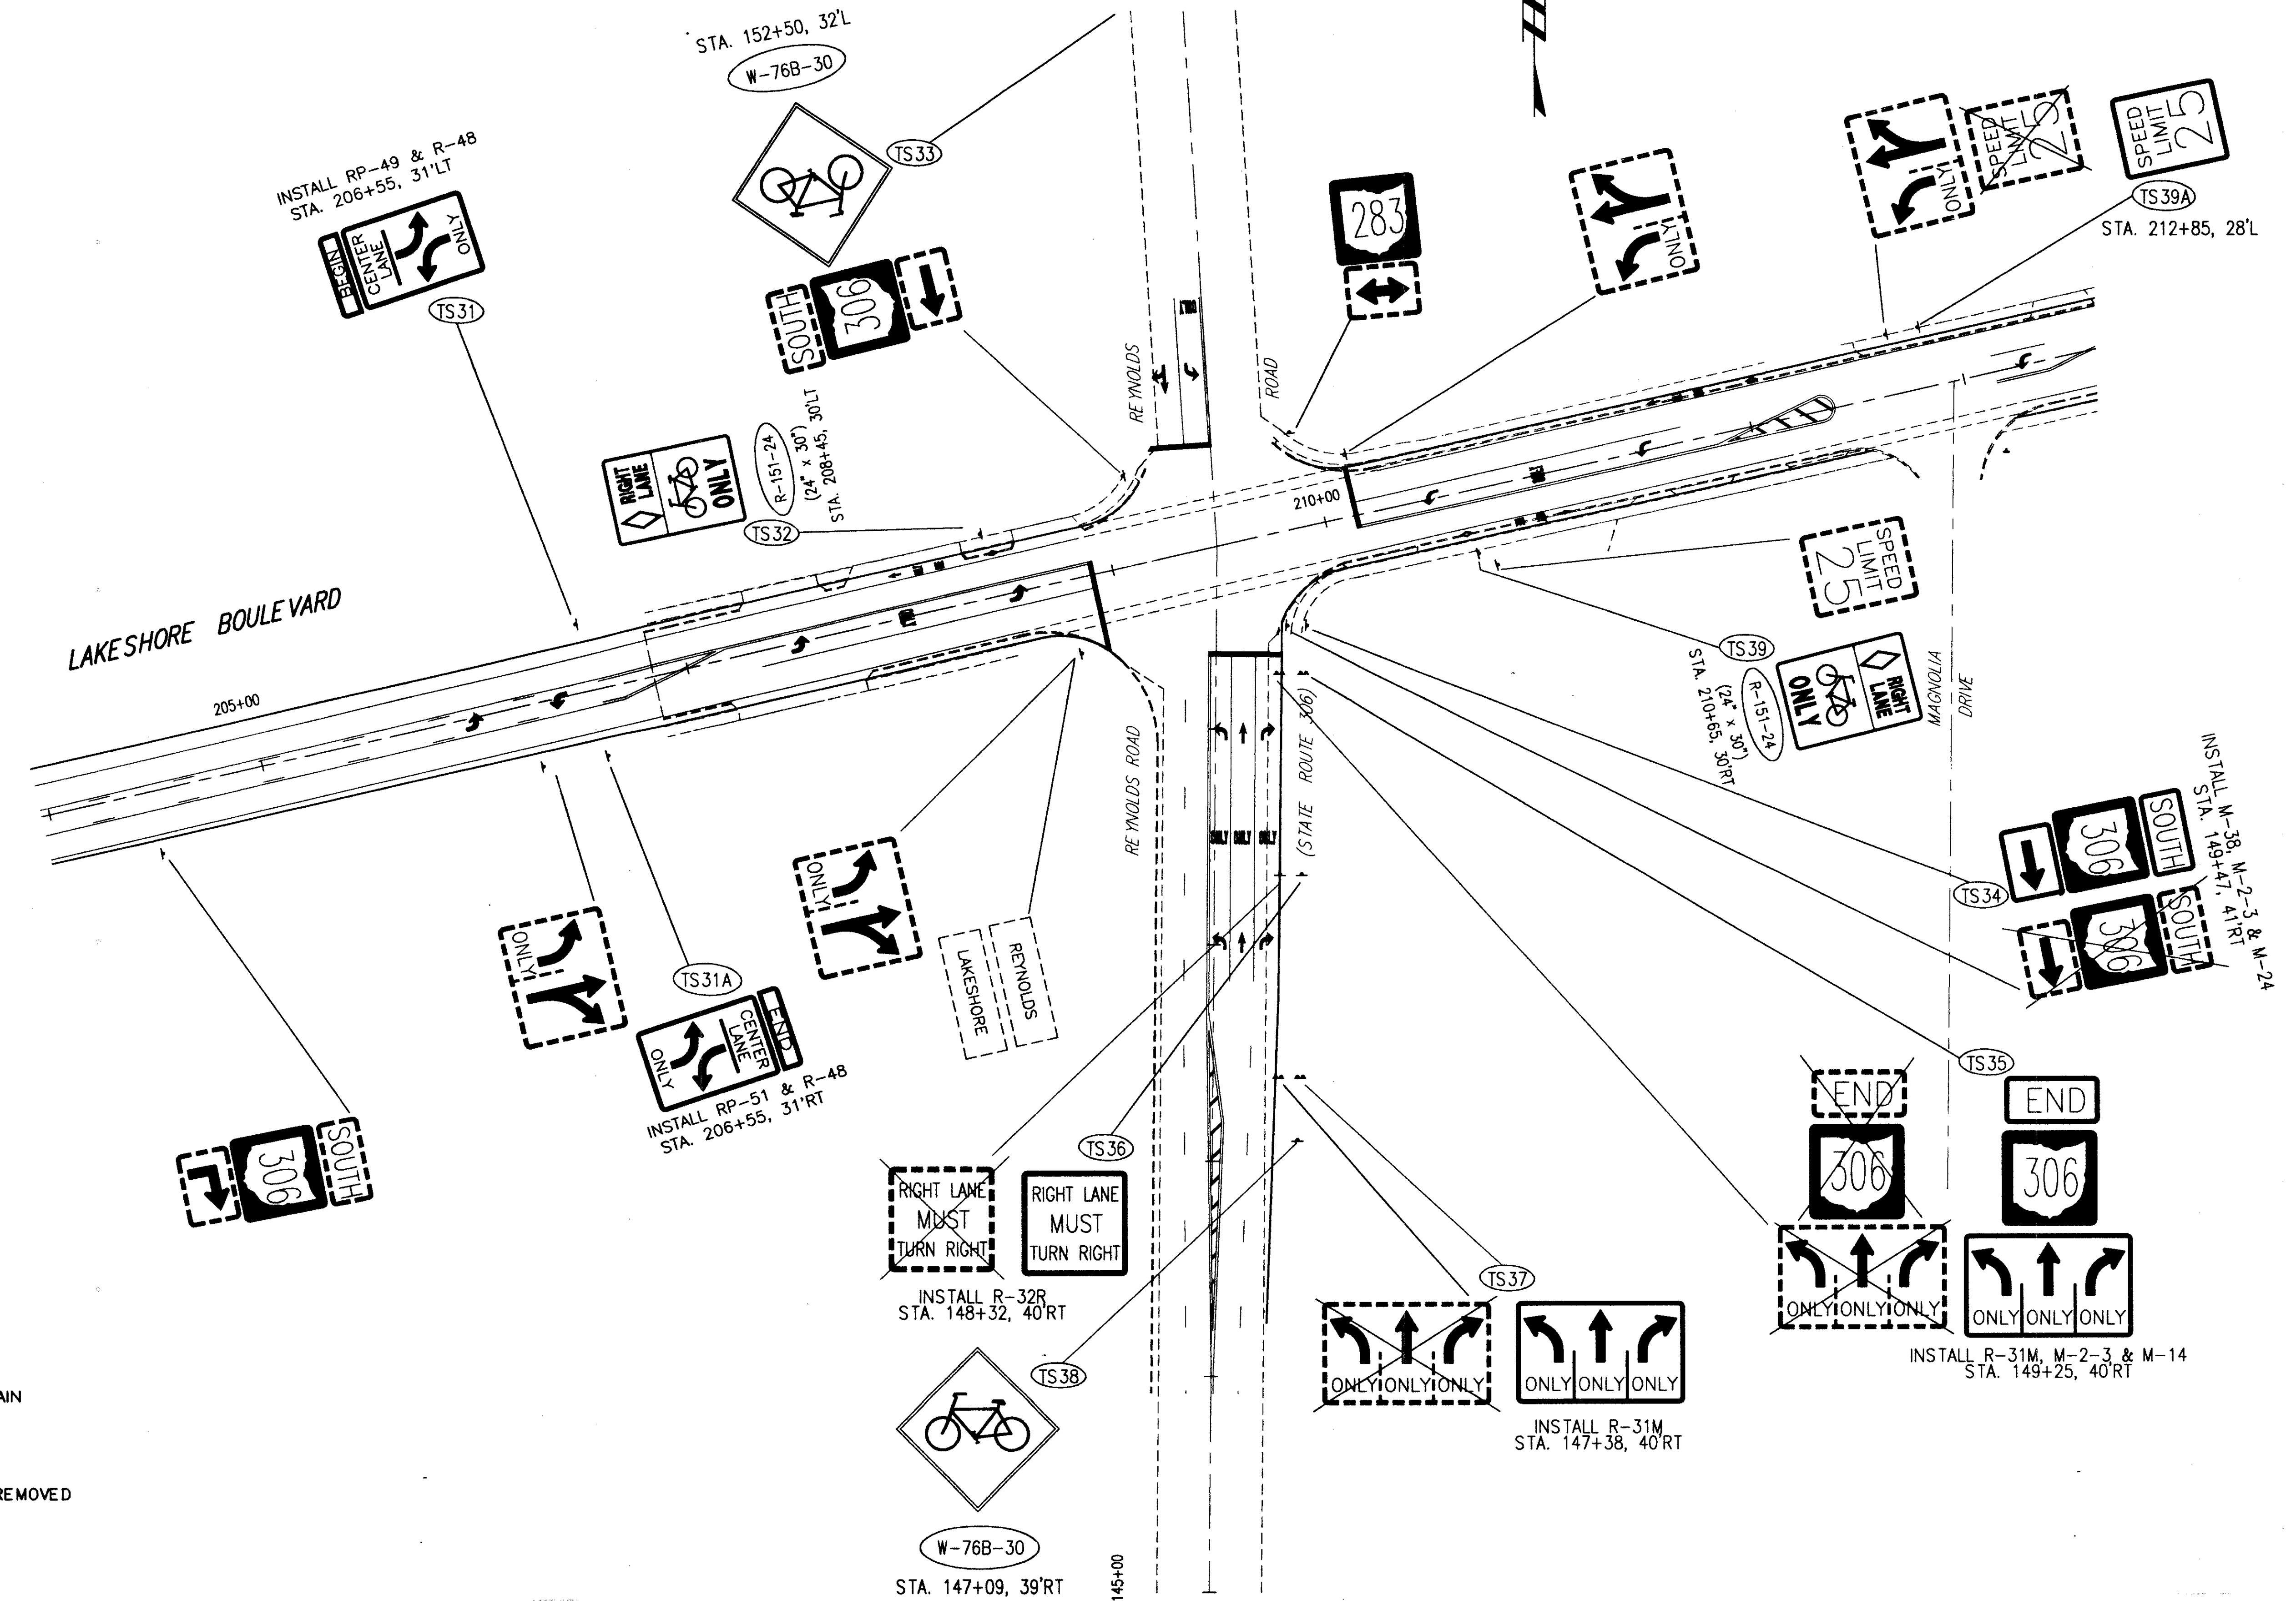 STA. 152+50, 32'L
W-76B-30
TS33
INSTALL RP-49 & R-48
STA. 206+55, 31'LT
BEGIN
CENTER
LANE
ONLY
TS31
SOUTH
306
283
ONLY
ONLY
SPEED
LIMIT
25
SPEED
LIMIT
25
TS39A
STA. 212+85, 28'L
RIGHT
LANE
ONLY
R-151-24
(24" x 30")
STA. 208+45, 30'LT
TS32
REYNOLDS
ROAD
ONLY
210+00
LAKESHORE BOULEVARD
205+00
SPEED
LIMIT
25
TS39
RIGHT
LANE
ONLY
R-151-24
(24" x 30")
STA. 210+65, 30'RT
MAGNOLIA
DRIVE
REYNOLDS ROAD
(STATE ROUTE 306)
ONLY ONLY ONLY
INSTALL M-38, M-2-3 & M-24
STA. 149+47, 41'RT
SOUTH
306
TS34
SOUTH
306
ONLY
ONLY
REYNOLDS
LAKESHORE
TS31A
END
CENTER
LANE
ONLY
INSTALL RP-51 & R-48
STA. 206+55, 31'RT
SOUTH
306
TS35
END
306
ONLY ONLY ONLY
END
306
ONLY ONLY ONLY
INSTALL R-31M, M-2-3 & M-14
STA. 149+25, 40'RT
TS36
RIGHT LANE
MUST
TURN RIGHT
RIGHT LANE
MUST
TURN RIGHT
INSTALL R-32R
STA. 148+32, 40'RT
TS37
ONLY ONLY ONLY
ONLY ONLY ONLY
INSTALL R-31M
STA. 147+38, 40'RT
TS38
W-76B-30
STA. 147+09, 39'RT
145+00
AIN
REMOVED